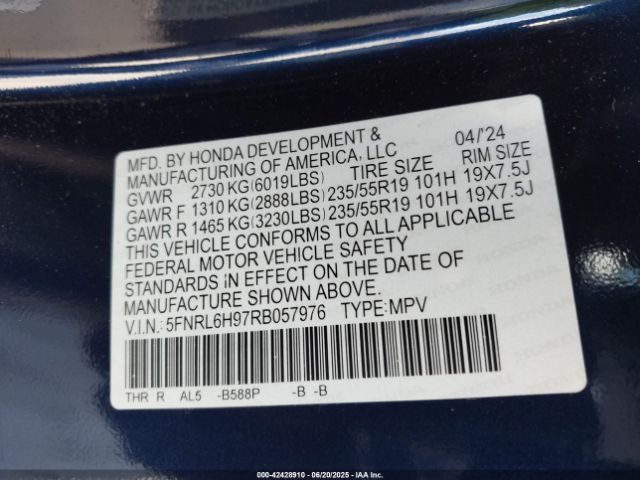 MFD. BY HONDA DEVELOPMENT & 04/'24
MANUFACTURING OF AMERICA, LLC
GVWR 2730 KG(6019LBS) TIRE SIZE RIM SIZE
GAWR F 1310 KG(2888LBS) 235/55R19 101H 19X7.5J
GAWR R 1465 KG(3230LBS) 235/55R19 101H 19X7.5J
THIS VEHICLE CONFORMS TO ALL APPLICABLE
FEDERAL MOTOR VEHICLE SAFETY
STANDARDS IN EFFECT ON THE DATE OF
MANUFACTURE SHOWN ABOVE.
V.I.N.:5FNRL6H97RB057976 TYPE:MPV
THR R AL5 -B588P -B -B
000-42428910 | 06/20/2025 | IAA Inc.